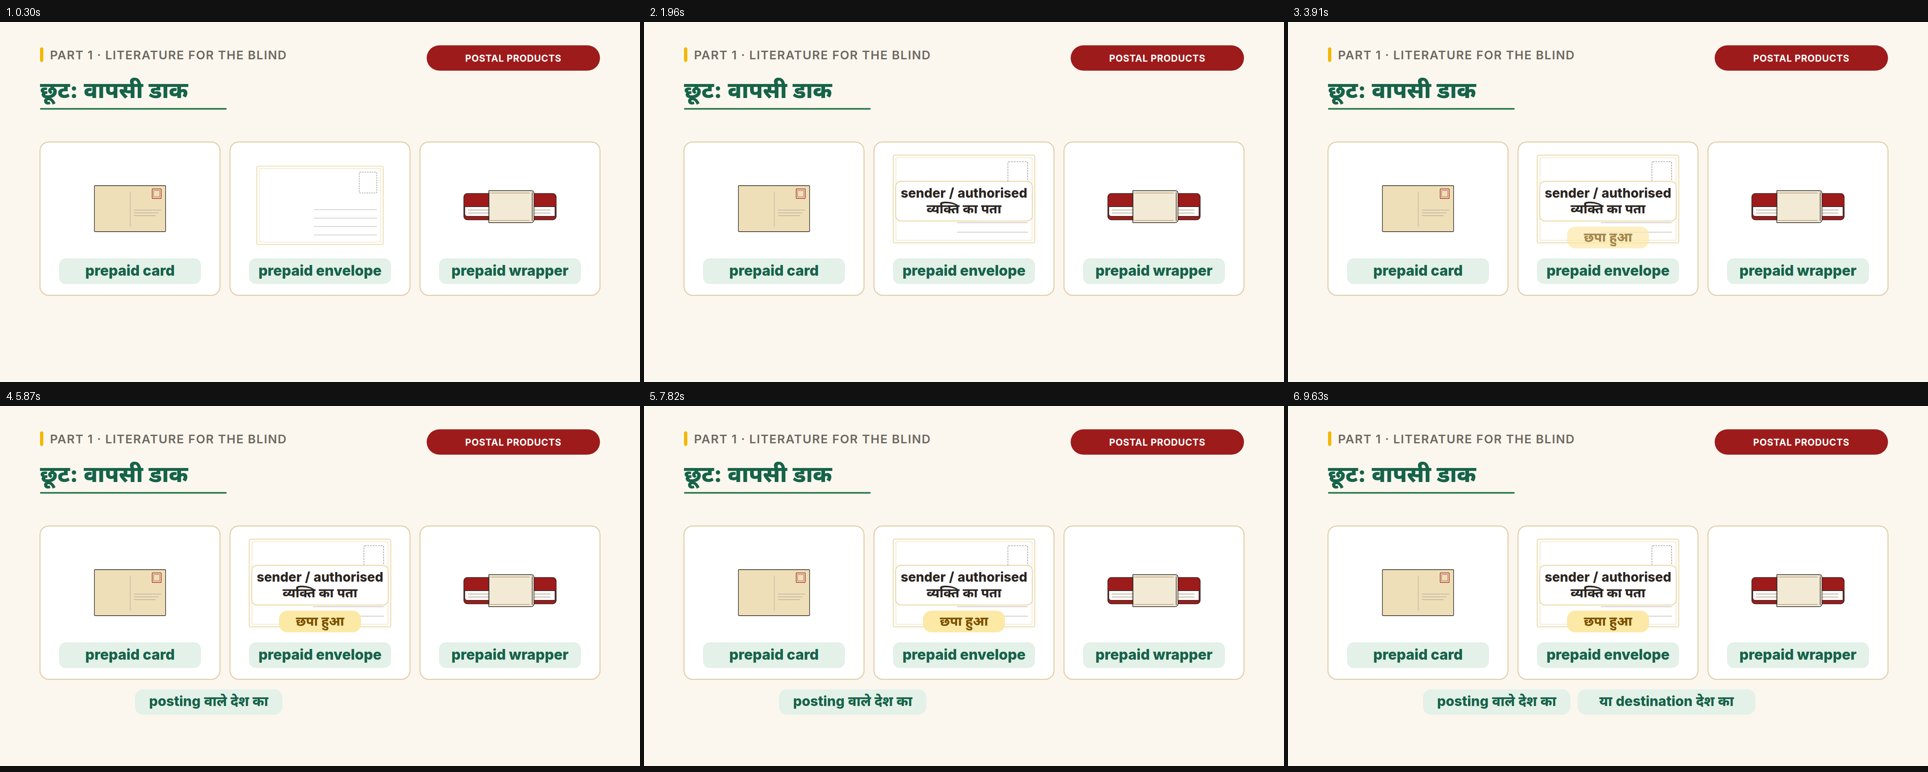 1. 0.30s
PART 1 · LITERATURE FOR THE BLIND
POSTAL PRODUCTS
छूट: वापसी डाक
prepaid card
prepaid envelope
prepaid wrapper
2. 1.96s
PART 1 · LITERATURE FOR THE BLIND
POSTAL PRODUCTS
छूट: वापसी डाक
sender / authorised
व्यक्ति का पता
prepaid card
prepaid envelope
prepaid wrapper
3. 3.91s
PART 1 · LITERATURE FOR THE BLIND
POSTAL PRODUCTS
छूट: वापसी डाक
sender / authorised
व्यक्ति का पता
छपा हुआ
prepaid card
prepaid envelope
prepaid wrapper
4. 5.87s
PART 1 · LITERATURE FOR THE BLIND
POSTAL PRODUCTS
छूट: वापसी डाक
sender / authorised
व्यक्ति का पता
छपा हुआ
prepaid card
prepaid envelope
prepaid wrapper
posting वाले देश का
5. 7.82s
PART 1 · LITERATURE FOR THE BLIND
POSTAL PRODUCTS
छूट: वापसी डाक
sender / authorised
व्यक्ति का पता
छपा हुआ
prepaid card
prepaid envelope
prepaid wrapper
posting वाले देश का
6. 9.63s
PART 1 · LITERATURE FOR THE BLIND
POSTAL PRODUCTS
छूट: वापसी डाक
sender / authorised
व्यक्ति का पता
छपा हुआ
prepaid card
prepaid envelope
prepaid wrapper
posting वाले देश का
या destination देश का